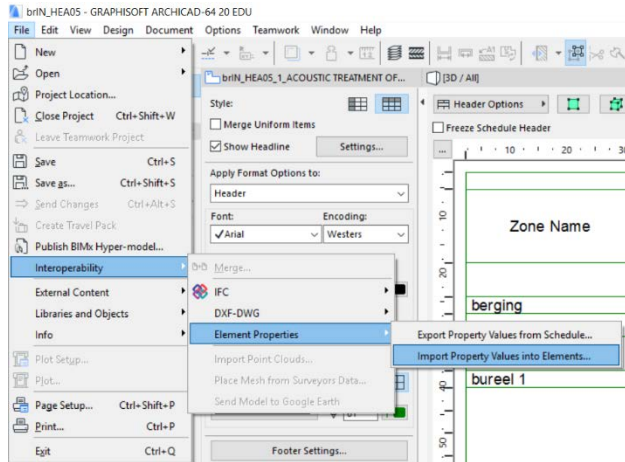 brIN_HEA05 - GRAPHISOFT ARCHICAD-64 20 EDU
File Edit View Design Document Options Teamwork Window Help
New
Open
Project Location...
Close Project Ctrl+Shift+W
Leave Teamwork Project
Save Ctrl+S
Save as... Ctrl+Shift+S
Send Changes Ctrl+Alt+S
Create Travel Pack
Publish BIMx Hyper-model...
Interoperability
External Content
Libraries and Objects
Info
Plot Setup...
Plot...
Page Setup... Ctrl+Shift+P
Print... Ctrl+P
Exit Ctrl+Q
brIN_HEA05_1_ACOUSTIC TREATMENT OF...
[3D / All]
Style:
Merge Uniform Items
Show Headline Settings...
Apply Format Options to:
Header
Font: Encoding:
Arial Westers
Header Options
Freeze Schedule Header
... 10 20 30
10
20
40
50
Zone Name
berging
bureel 1
Merge...
IFC
DXF-DWG
Element Properties
Import Point Clouds...
Place Mesh from Surveyors Data...
Send Model to Google Earth
Export Property Values from Schedule...
Import Property Values into Elements...
Footer Settings...